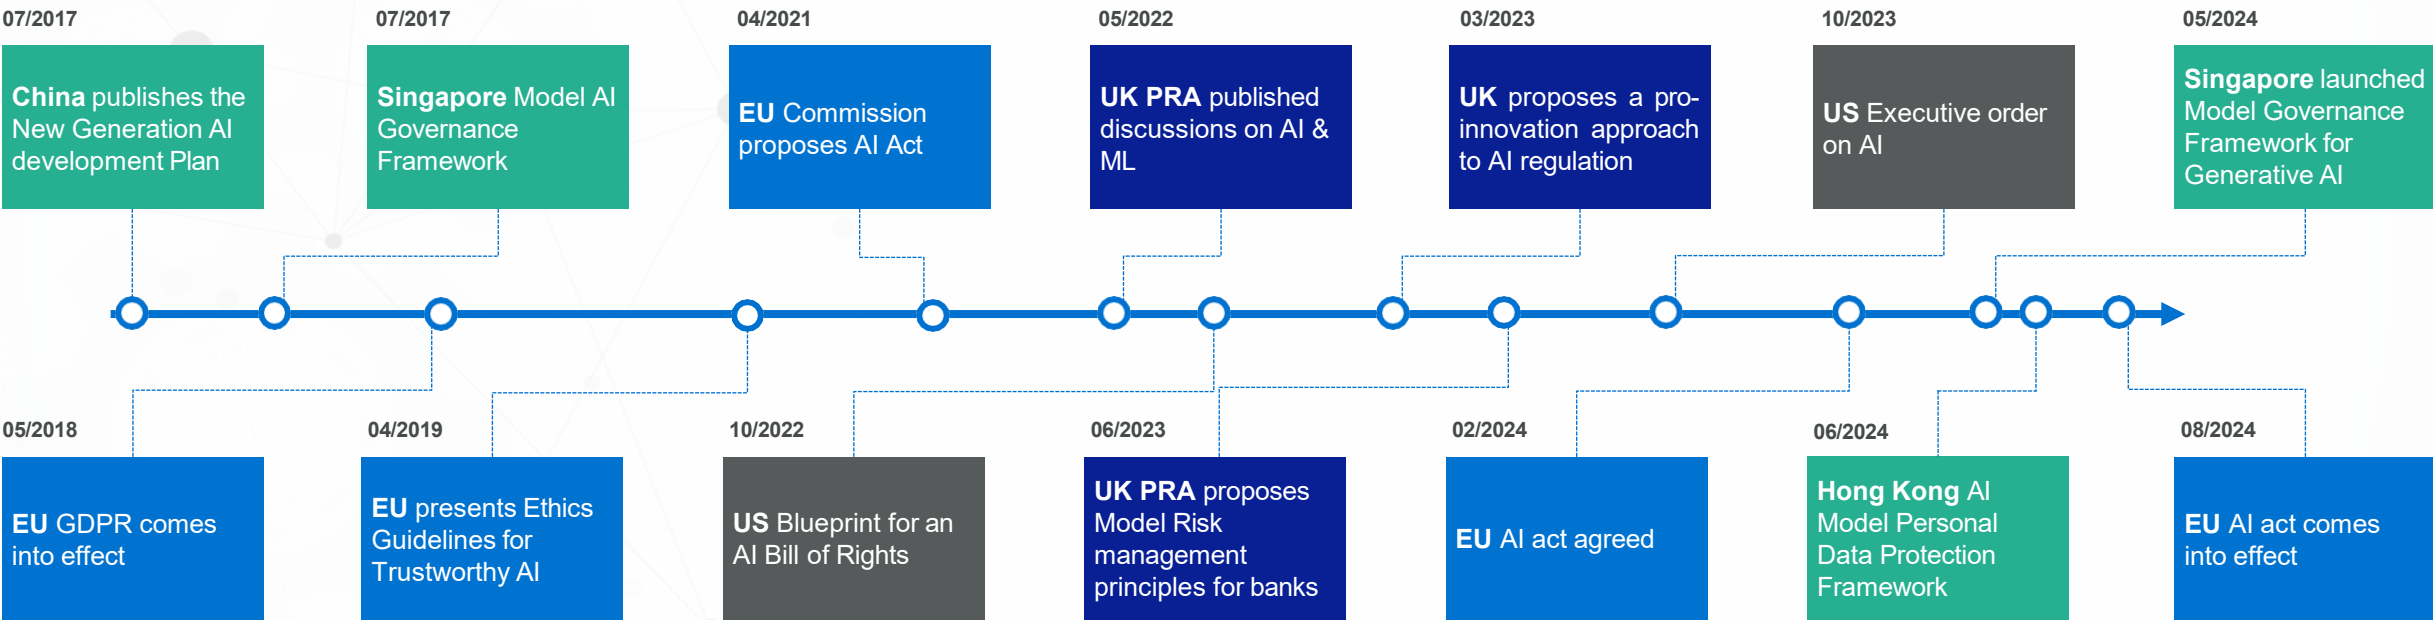 07/2017
China publishes the
New Generation AI
development Plan
07/2017
Singapore Model AI
Governance
Framework
04/2021
EU Commission
proposes AI Act
05/2022
UK PRA published
discussions on AI &
ML
03/2023
UK proposes a pro-
innovation approach
to AI regulation
10/2023
US Executive order
on AI
05/2024
Singapore launched
Model Governance
Framework for
Generative AI
05/2018
EU GDPR comes
into effect
04/2019
EU presents Ethics
Guidelines for
Trustworthy AI
10/2022
US Blueprint for an
AI Bill of Rights
06/2023
UK PRA proposes
Model Risk
management
principles for banks
02/2024
EU AI act agreed
06/2024
Hong Kong AI
Model Personal
Data Protection
Framework
08/2024
EU AI act comes
into effect